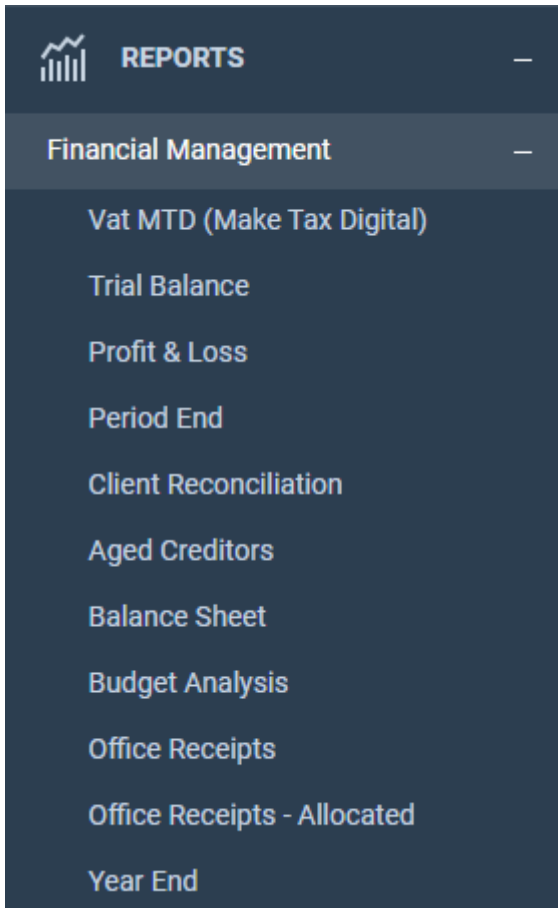 REPORTS
Financial Management
Vat MTD (Make Tax Digital)
Trial Balance
Profit & Loss
Period End
Client Reconciliation
Aged Creditors
Balance Sheet
Budget Analysis
Office Receipts
Office Receipts - Allocated
Year End